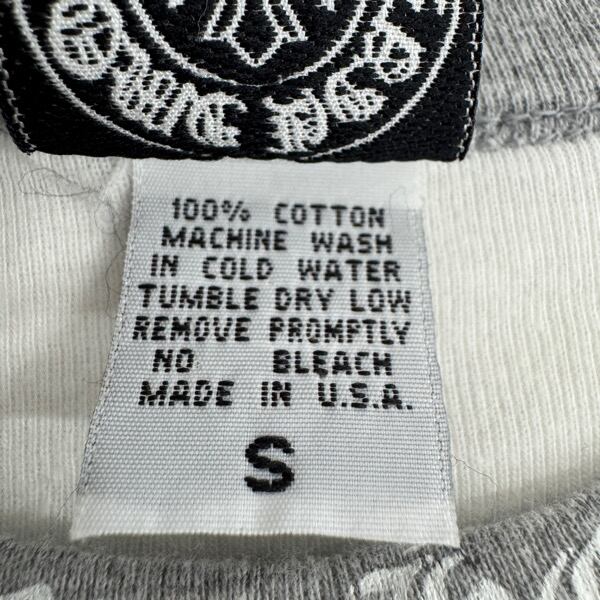 100% COTTON
MACHINE WASH
IN COLD WATER
TUMBLE DRY LOW
REMOVE PROMPTLY
NO BLEACH
MADE IN U.S.A.
S